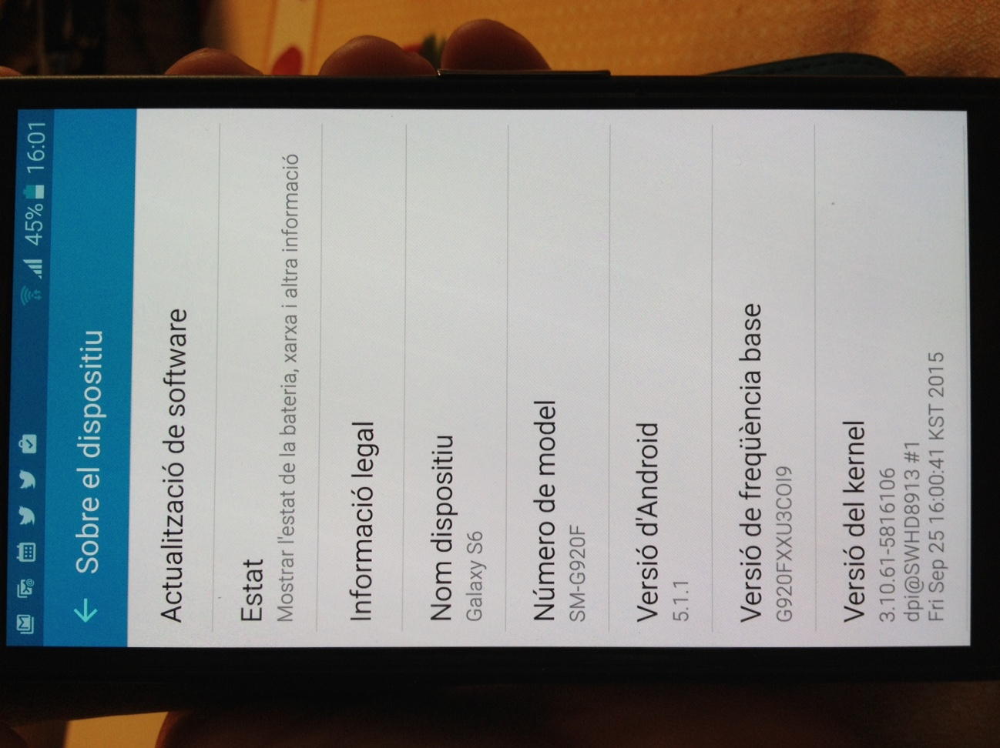 45% 16:01
Sobre el dispositiu
Actualització de software
Estat
Mostrar l'estat de la bateria, xarxa i altra informació
Informació legal
Nom dispositiu
Galaxy S6
Número de model
SM-G920F
Versió d'Android
5.1.1
Versió de freqüència base
G920FXXU3COI9
Versió del kernel
3.10.61-5816106
dpi@SWHD8913 #1
Fri Sep 25 16:00:41 KST 2015